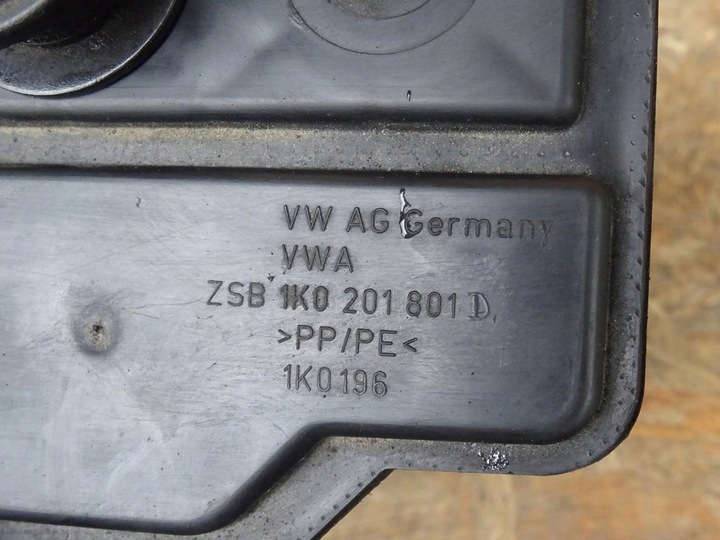 VW AG Germany
VWA
ZSB 1K0 201 801 D
>PP/PE<
1K0196